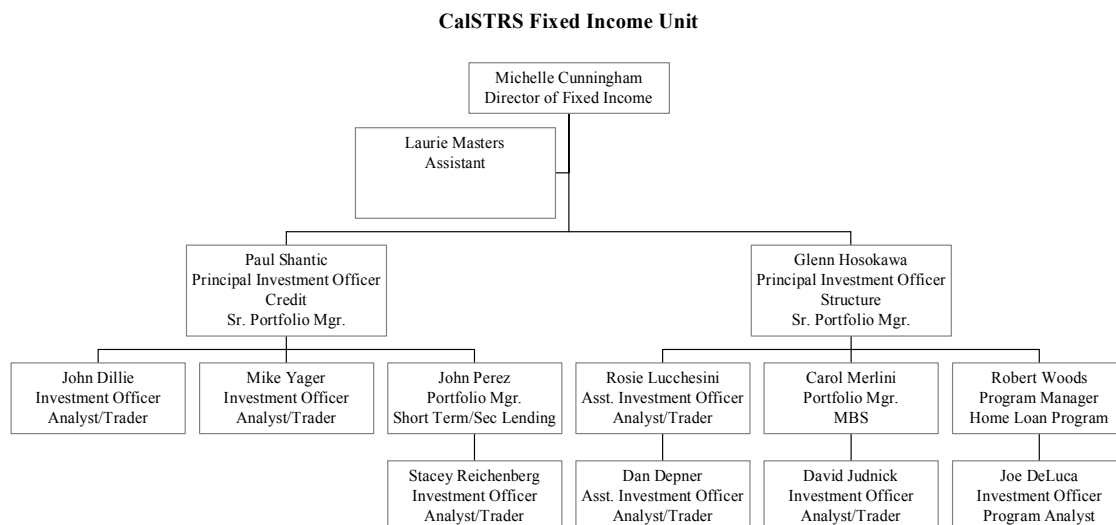 CalSTRS Fixed Income Unit
Michelle Cunningham
Director of Fixed Income
Laurie Masters
Assistant
Paul Shantic
Principal Investment Officer
Credit
Sr. Portfolio Mgr.
Glenn Hosokawa
Principal Investment Officer
Structure
Sr. Portfolio Mgr.
John Dillie
Investment Officer
Analyst/Trader
Mike Yager
Investment Officer
Analyst/Trader
John Perez
Portfolio Mgr.
Short Term/Sec Lending
Rosie Lucchesini
Asst. Investment Officer
Analyst/Trader
Carol Merlini
Portfolio Mgr.
MBS
Robert Woods
Program Manager
Home Loan Program
Stacey Reichenberg
Investment Officer
Analyst/Trader
Dan Depner
Asst. Investment Officer
Analyst/Trader
David Judnick
Investment Officer
Analyst/Trader
Joe DeLuca
Investment Officer
Program Analyst